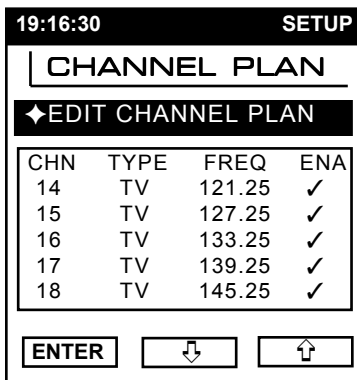 19:16:30 SETUP
CHANNEL PLAN
✦EDIT CHANNEL PLAN
CHN TYPE FREQ ENA
14 TV 121.25 ✓
15 TV 127.25 ✓
16 TV 133.25 ✓
17 TV 139.25 ✓
18 TV 145.25 ✓
ENTER ⇩ ⇧